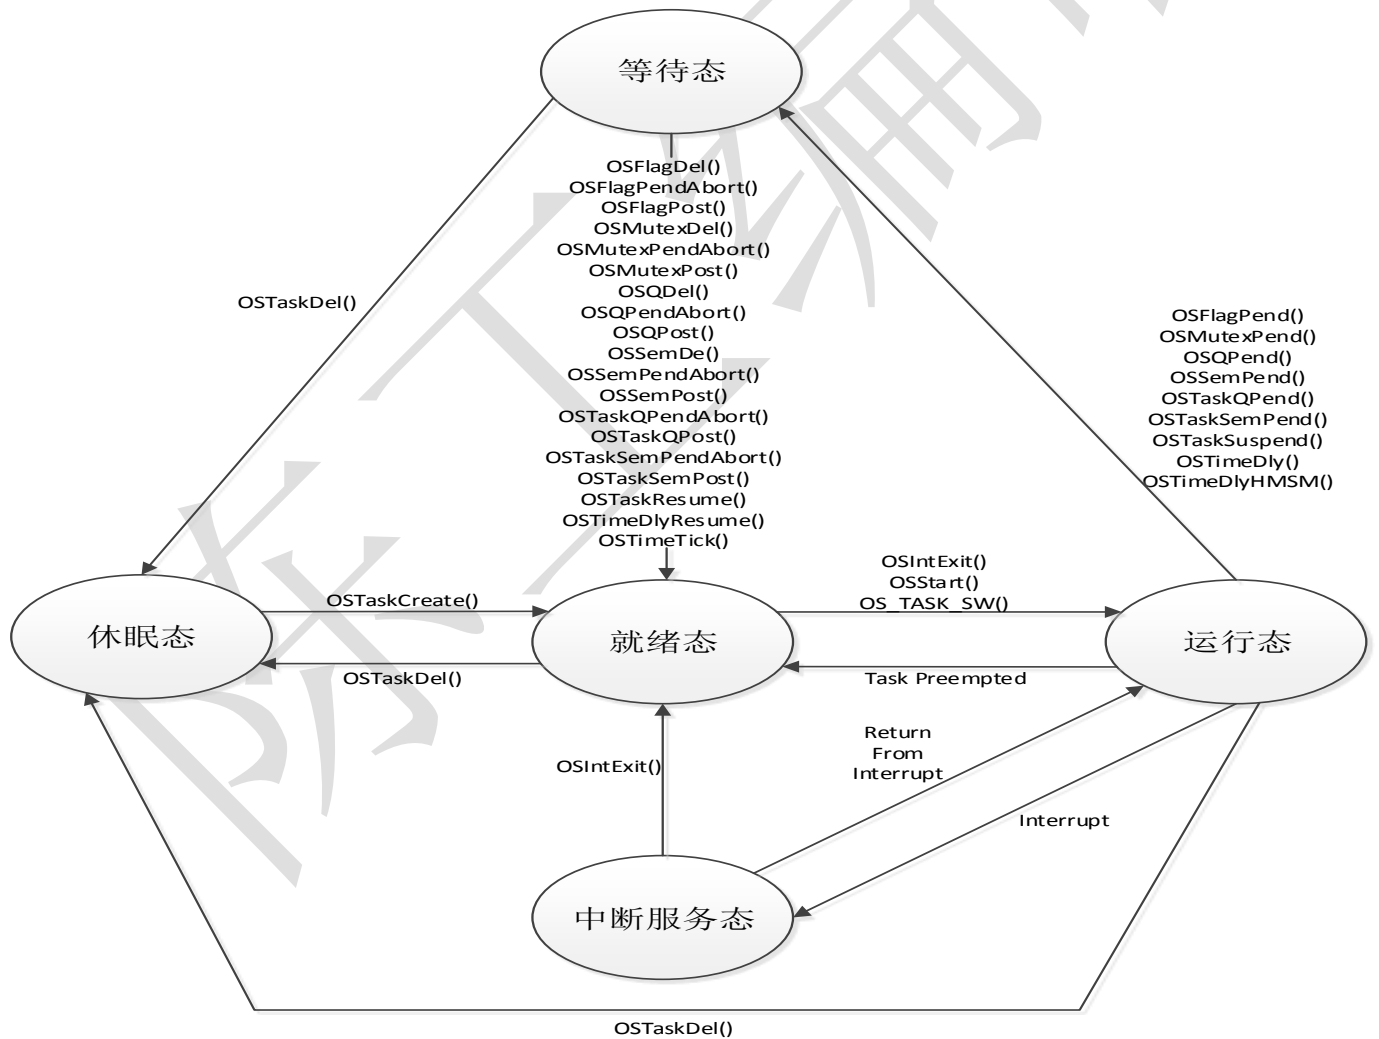 等待态
OSFlagDel()
OSFlagPendAbort()
OSFlagPost()
OSMutexDel()
OSMutexPendAbort()
OSMutexPost()
OSQDel()
OSQPendAbort()
OSQPost()
OSSemDe()
OSSemPendAbort()
OSSemPost()
OSTaskQPendAbort()
OSTaskQPost()
OSTaskSemPendAbort()
OSTaskSemPost()
OSTaskResume()
OSTimeDlyResume()
OSTimeTick()
OSTaskDel()
OSFlagPend()
OSMutexPend()
OSQPend()
OSSemPend()
OSTaskQPend()
OSTaskSemPend()
OSTaskSuspend()
OSTimeDly()
OSTimeDlyHMSM()
休眠态
OSTaskCreate()
OSTaskDel()
就绪态
OSIntExit()
OSStart()
OS_TASK_SW()
Task Preempted
运行态
OSIntExit()
Return
From
Interrupt
Interrupt
中断服务态
OSTaskDel()
陈工编